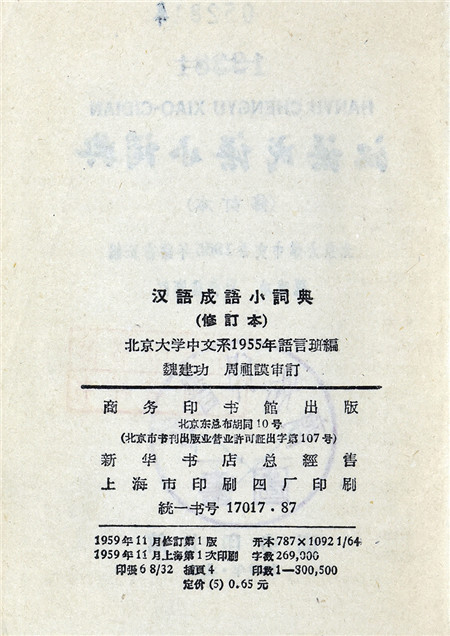 汉語成語小詞典
(修訂本)
北京大学中文系1955年語言班編
魏建功 周祖謨审訂
商务印书館出版
北京东总布胡同10号
(北京市书刊出版业营业許可証出字第107号)
新华书店总經售
上海市印刷四厂印刷
統一书号 17017·87
1959年11月修訂第1版 开本787×1092 1/64
1959年11月上海第1次印刷 字数269,000
印張 6 8/32 插頁 4 印数1—300,500
定价(5) 0.65元